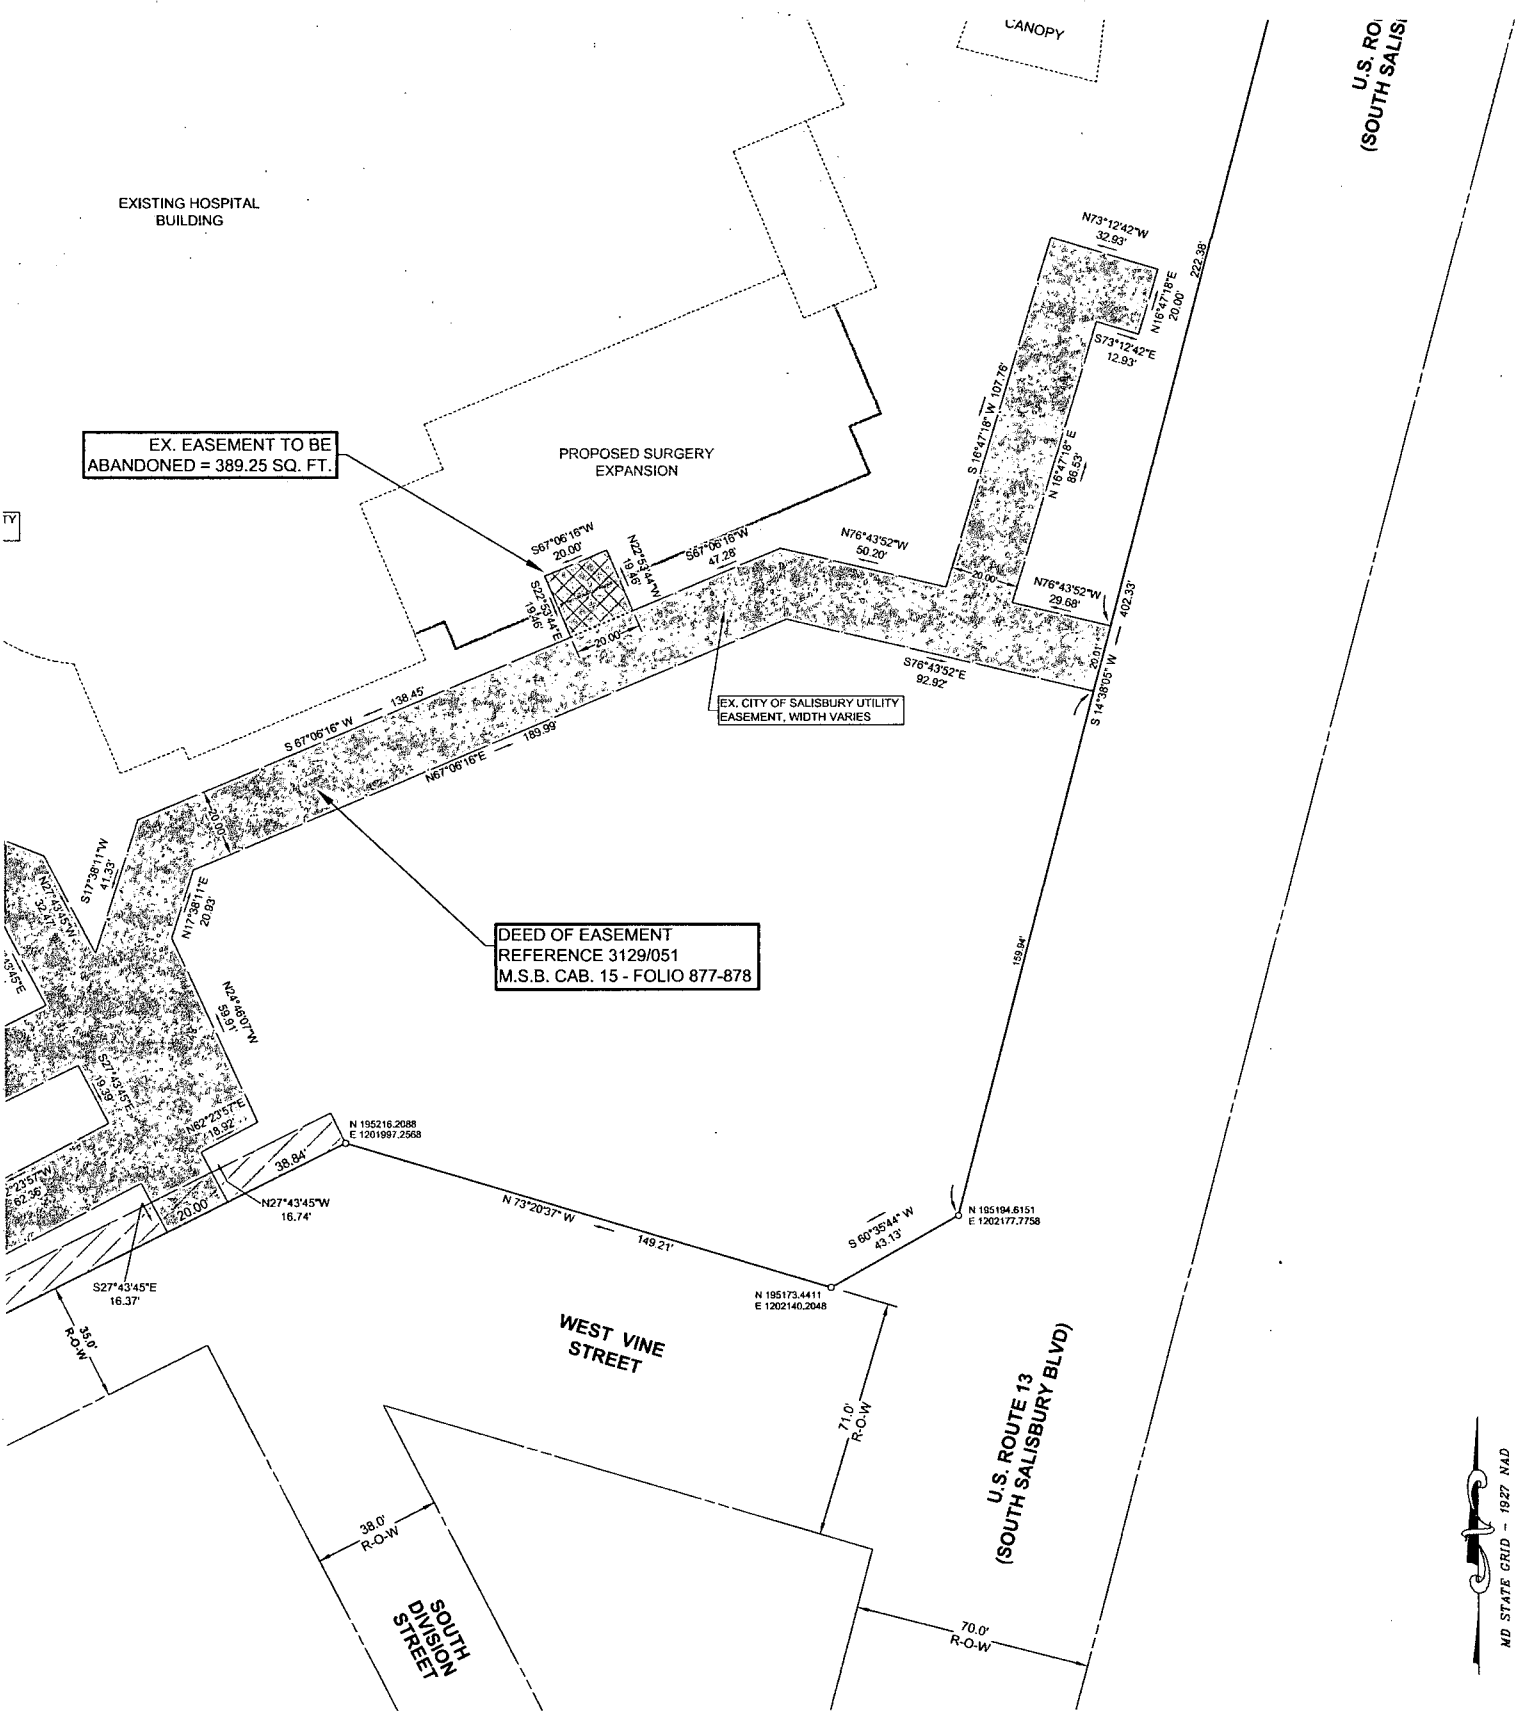 CANOPY
U.S. RO
(SOUTH SALISI
EXISTING HOSPITAL
BUILDING
N73°12'42"W
32.93'
222.38'
N16°47'18"E
20.00'
S73°12'42"E
12.93'
S 16°47'18" W 107.76'
N 16°47'18" E
86.53'
EX. EASEMENT TO BE
ABANDONED = 389.25 SQ. FT.
PROPOSED SURGERY
EXPANSION
TY
S67°06'16"W
20.00'
N22°53'44"W
19.46'
S22°53'44"E
19.46'
20.00'
S67°06'16"W
47.28'
N76°43'52"W
50.20'
20.00'
N76°43'52"W
29.68'
402.33'
20.01'
S 14°38'05" W
S76°43'52"E
92.92'
EX. CITY OF SALISBURY UTILITY
EASEMENT, WIDTH VARIES
S 67°06'16" W
138.45'
N67°06'16"E
189.99'
20.00'
S17°38'11"W
41.33'
N27°43'45"W
32.47'
N17°38'11"E
20.93'
DEED OF EASEMENT
REFERENCE 3129/051
M.S.B. CAB. 15 - FOLIO 877-878
159.94'
N24°46'07"W
59.91'
S27°43'45"E
19.39'
N62°23'57"E
18.92'
N 195216.2088
E 1201997.2568
38.84'
62.36'
20.00'
N27°43'45"W
16.74'
N 73°20'37" W
149.21'
S 60°35'44" W
43.13'
N 195194.6151
E 1202177.7758
S27°43'45"E
16.37'
N 195173.4411
E 1202140.2048
35.0'
R-O-W
WEST VINE
STREET
71.0'
R-O-W
U.S. ROUTE 13
(SOUTH SALISBURY BLVD)
38.0'
R-O-W
SOUTH
DIVISION
STREET
70.0'
R-O-W
MD STATE GRID - 1927 NAD